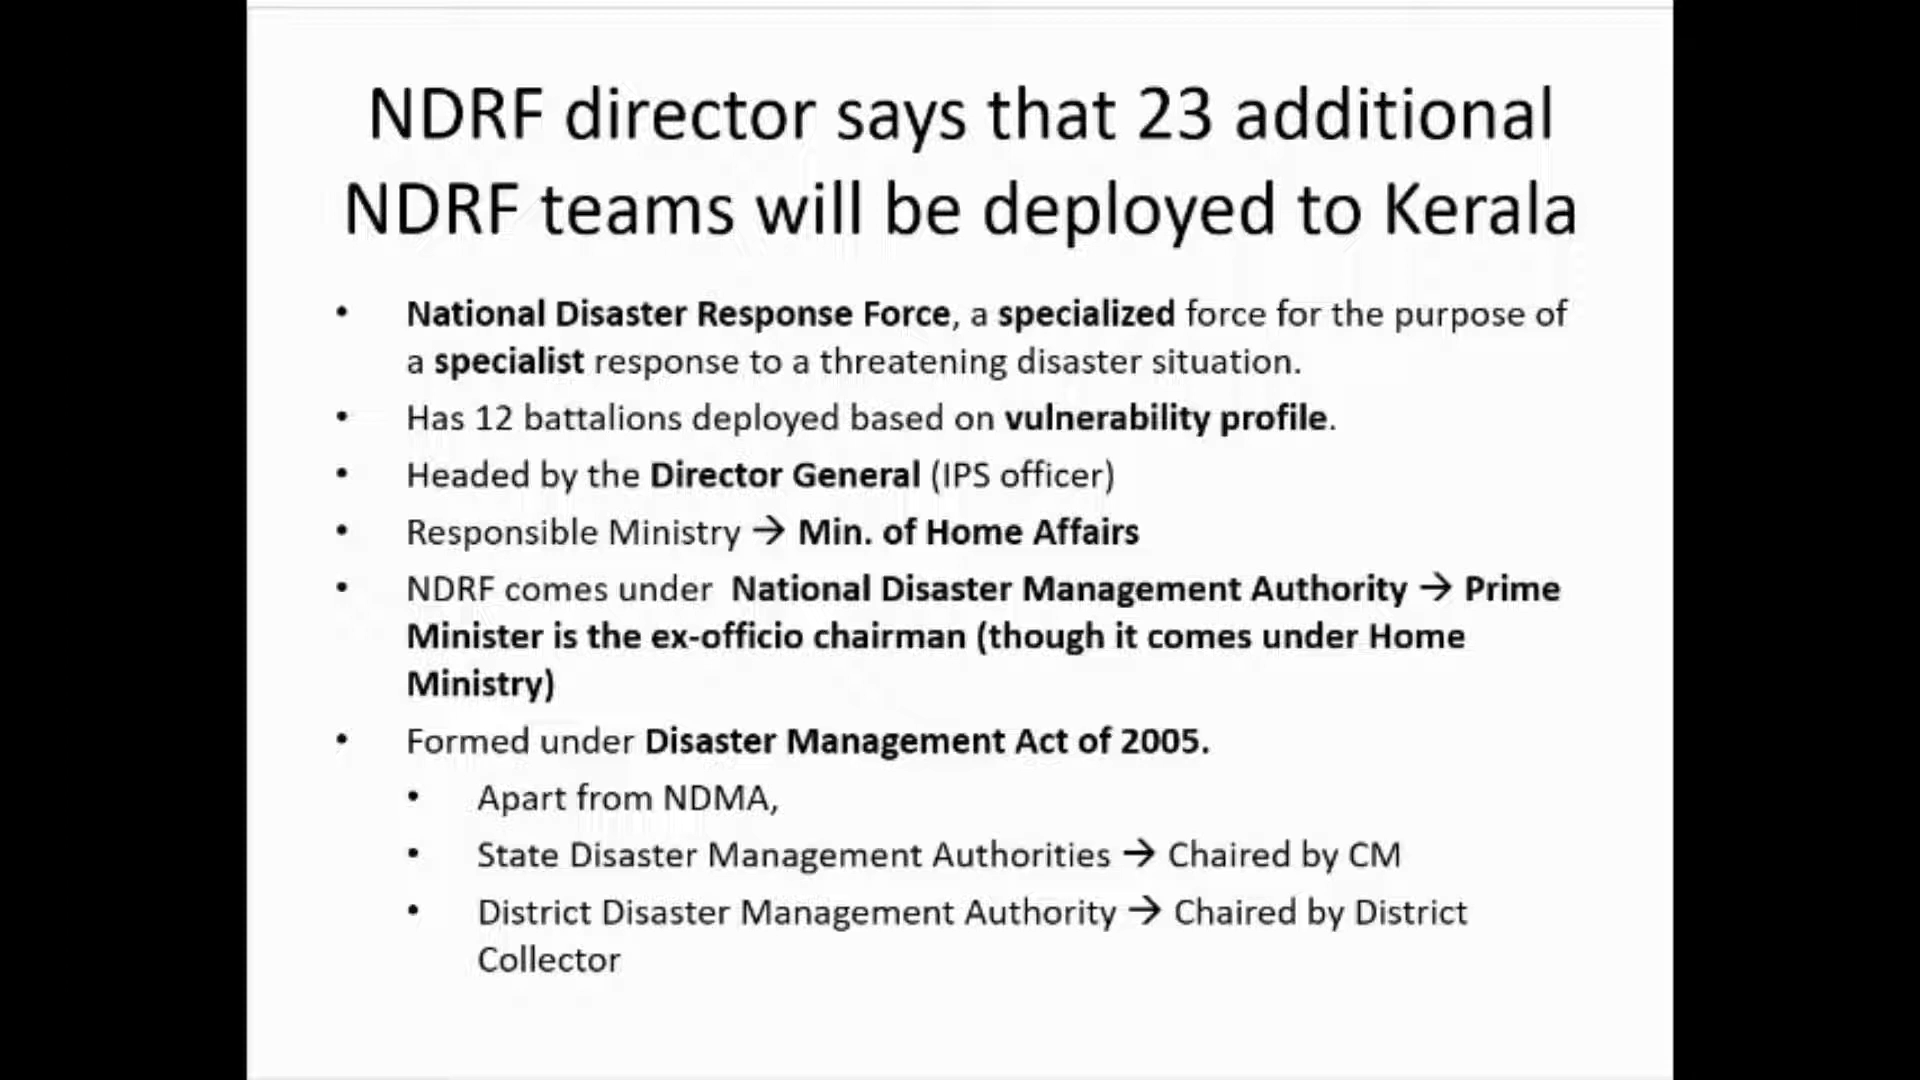 NDRF director says that 23 additional
NDRF teams will be deployed to Kerala
• National Disaster Response Force, a specialized force for the purpose of
a specialist response to a threatening disaster situation.
• Has 12 battalions deployed based on vulnerability profile.
• Headed by the Director General (IPS officer)
• Responsible Ministry → Min. of Home Affairs
• NDRF comes under National Disaster Management Authority → Prime
Minister is the ex-officio chairman (though it comes under Home
Ministry)
• Formed under Disaster Management Act of 2005.
• Apart from NDMA,
• State Disaster Management Authorities → Chaired by CM
• District Disaster Management Authority → Chaired by District
Collector